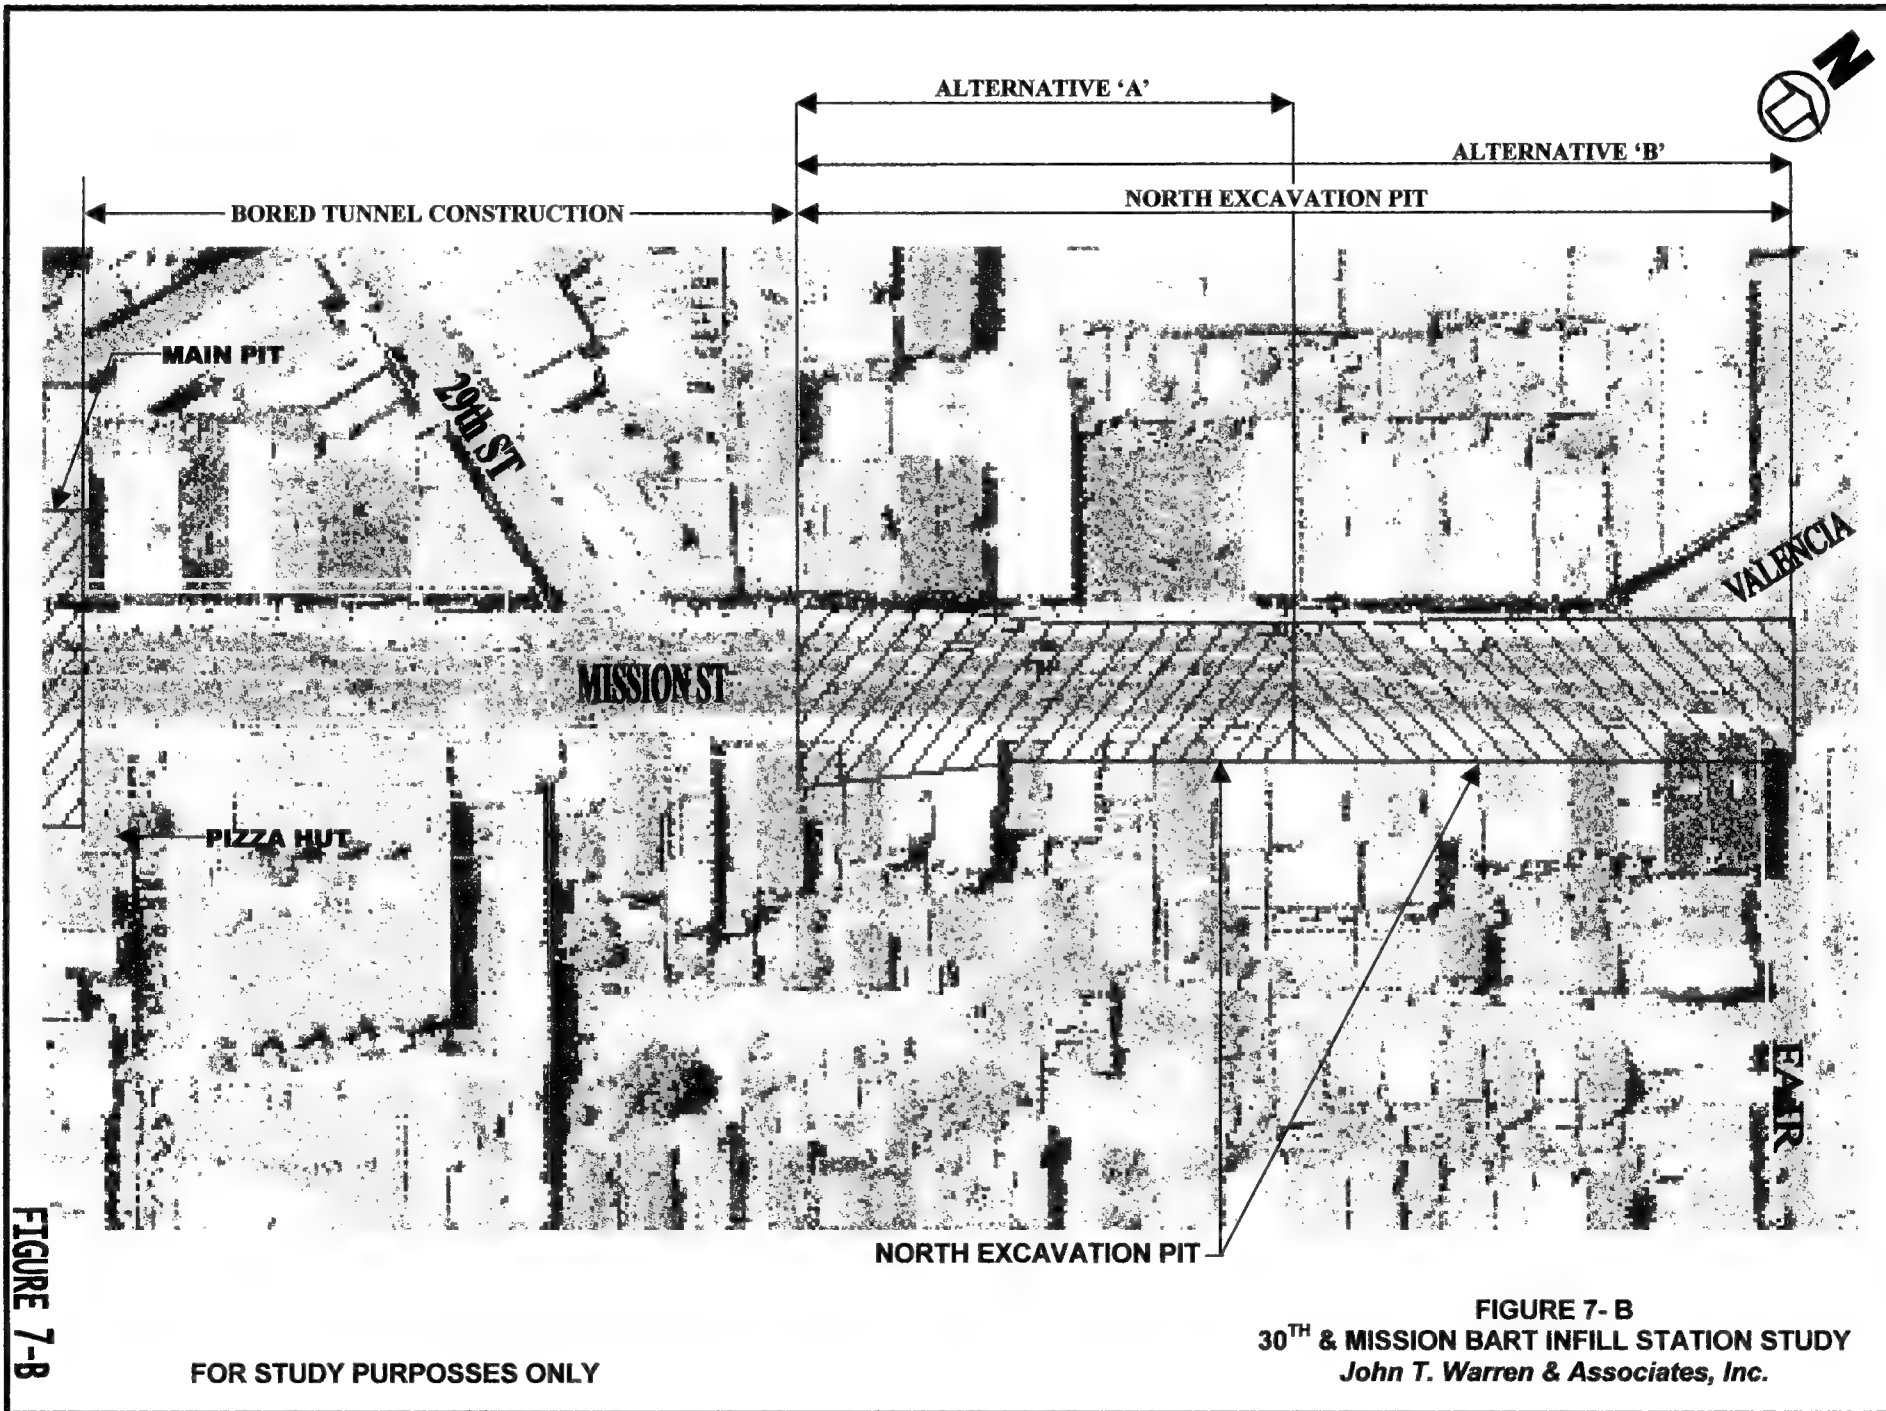 N
ALTERNATIVE ‘A’
ALTERNATIVE ‘B’
NORTH EXCAVATION PIT
BORED TUNNEL CONSTRUCTION
MAIN PIT
29th ST
VALENCIA
MISSION ST
PIZZA HUT
FAIR
NORTH EXCAVATION PIT
FIGURE 7-B
FIGURE 7- B
30TH & MISSION BART INFILL STATION STUDY
John T. Warren & Associates, Inc.
FOR STUDY PURPOSSES ONLY